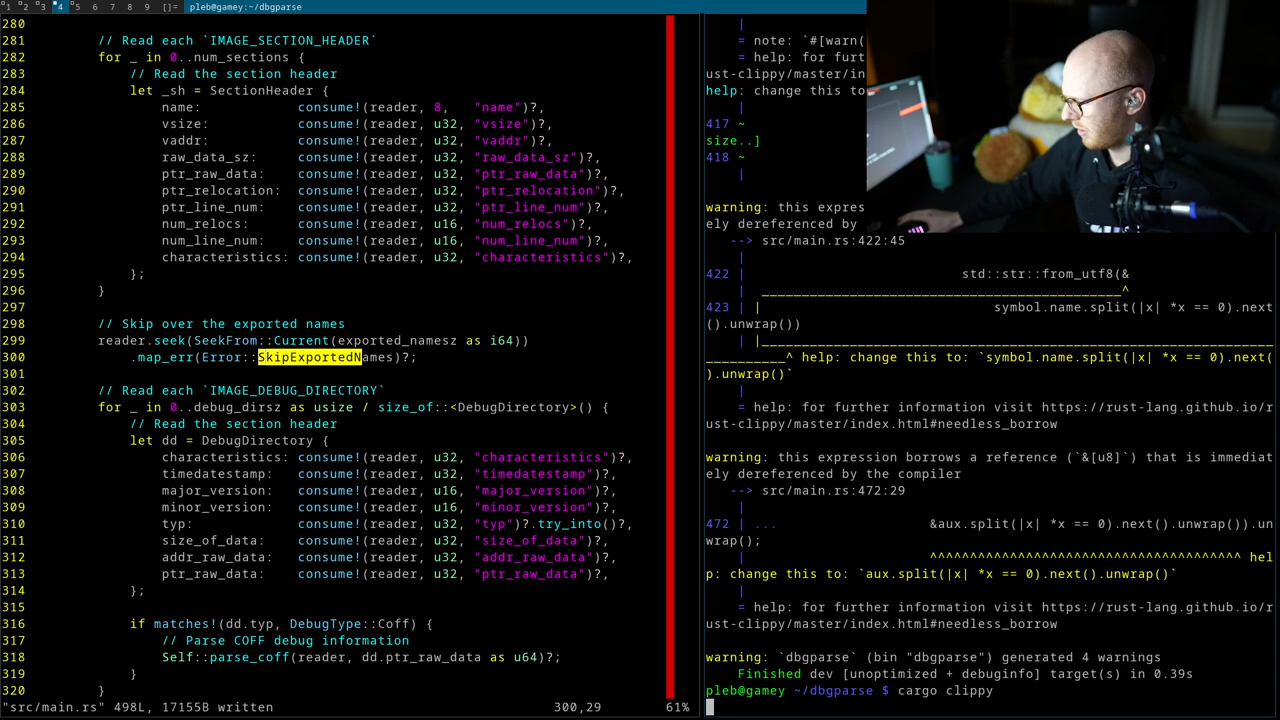 1 2 3 4 5 6 7 8 9 []= pleb@gamey:~/dbgparse
280
281 // Read each `IMAGE_SECTION_HEADER`
282 for _ in 0..num_sections {
283 // Read the section header
284 let _sh = SectionHeader {
285 name: consume!(reader, 8, "name")?,
286 vsize: consume!(reader, u32, "vsize")?,
287 vaddr: consume!(reader, u32, "vaddr")?,
288 raw_data_sz: consume!(reader, u32, "raw_data_sz")?,
289 ptr_raw_data: consume!(reader, u32, "ptr_raw_data")?,
290 ptr_relocation: consume!(reader, u32, "ptr_relocation")?,
291 ptr_line_num: consume!(reader, u32, "ptr_line_num")?,
292 num_relocs: consume!(reader, u16, "num_relocs")?,
293 num_line_num: consume!(reader, u16, "num_line_num")?,
294 characteristics: consume!(reader, u32, "characteristics")?,
295 };
296 }
297
298 // Skip over the exported names
299 reader.seek(SeekFrom::Current(exported_namesz as i64))
300 .map_err(Error::SkipExportedNames)?;
301
302 // Read each `IMAGE_DEBUG_DIRECTORY`
303 for _ in 0..debug_dirsz as usize / size_of::<DebugDirectory>() {
304 // Read the section header
305 let dd = DebugDirectory {
306 characteristics: consume!(reader, u32, "characteristics")?,
307 timedatestamp: consume!(reader, u32, "timedatestamp")?,
308 major_version: consume!(reader, u16, "major_version")?,
309 minor_version: consume!(reader, u16, "minor_version")?,
310 typ: consume!(reader, u32, "typ")?.try_into()?,
311 size_of_data: consume!(reader, u32, "size_of_data")?,
312 addr_raw_data: consume!(reader, u32, "addr_raw_data")?,
313 ptr_raw_data: consume!(reader, u32, "ptr_raw_data")?,
314 };
315
316 if matches!(dd.typ, DebugType::Coff) {
317 // Parse COFF debug information
318 Self::parse_coff(reader, dd.ptr_raw_data as u64)?;
319 }
320 }
"src/main.rs" 498L, 17155B written 300,29 61%
|
= note: `#[warn(
= help: for furt
ust-clippy/master/in
help: change this to
|
417 ~
size..]
418 ~
|
warning: this expres
ely dereferenced by
--> src/main.rs:422:45
|
422 | std::str::from_utf8(&
| _____________________________________________^
423 | | symbol.name.split(|x| *x == 0).next
().unwrap())
| |________________________________________________________________
__________^ help: change this to: `symbol.name.split(|x| *x == 0).next(
).unwrap()`
|
= help: for further information visit https://rust-lang.github.io/r
ust-clippy/master/index.html#needless_borrow
warning: this expression borrows a reference (`&[u8]`) that is immediat
ely dereferenced by the compiler
--> src/main.rs:472:29
|
472 | ... &aux.split(|x| *x == 0).next().unwrap()).un
wrap();
| ^^^^^^^^^^^^^^^^^^^^^^^^^^^^^^^^^^^^^^^ hel
p: change this to: `aux.split(|x| *x == 0).next().unwrap()`
|
= help: for further information visit https://rust-lang.github.io/r
ust-clippy/master/index.html#needless_borrow
warning: `dbgparse` (bin "dbgparse") generated 4 warnings
Finished dev [unoptimized + debuginfo] target(s) in 0.39s
pleb@gamey ~/dbgparse $ cargo clippy